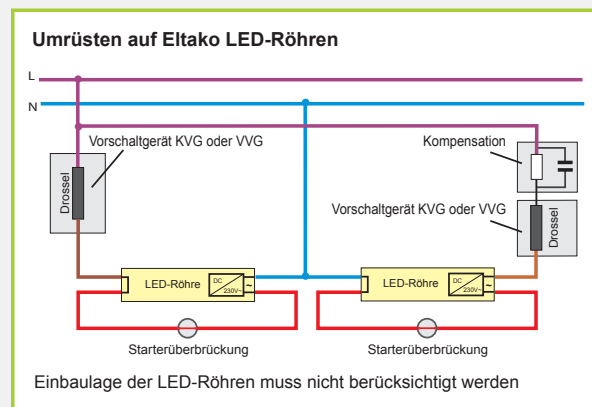 Umrüsten auf Eltako LED-Röhren
L
N
Vorschaltgerät KVG oder VVG
Kompensation
Drossel
Vorschaltgerät KVG oder VVG
Drossel
LED-Röhre
DC
230V~
~
LED-Röhre
DC
230V~
~
Starterüberbrückung
Starterüberbrückung
Einbaulage der LED-Röhren muss nicht berücksichtigt werden